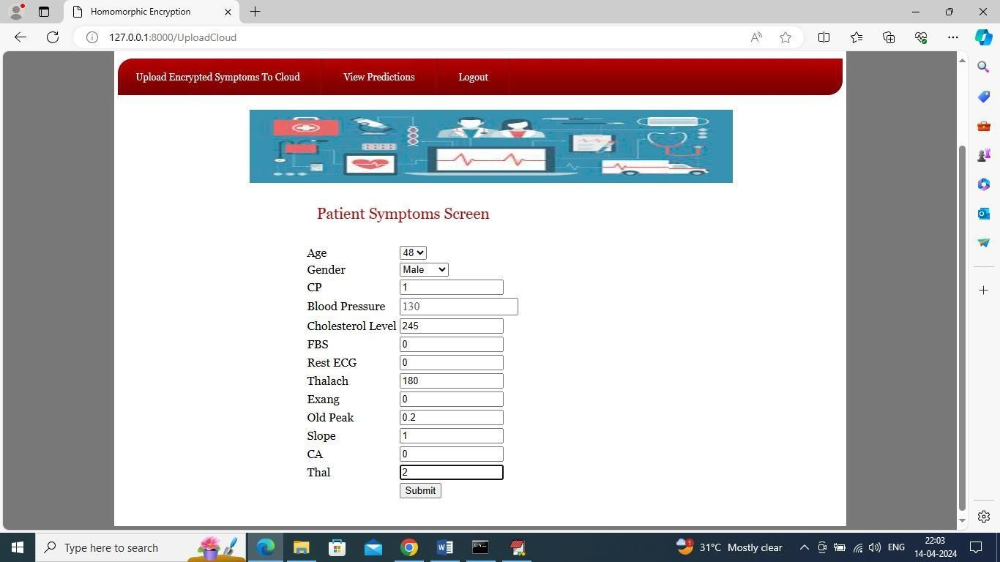 Homomorphic Encryption
127.0.0.1:8000/UploadCloud
Upload Encrypted Symptoms To Cloud View Predictions Logout
Patient Symptoms Screen
Age 48
Gender Male
CP 1
Blood Pressure 130
Cholesterol Level 245
FBS 0
Rest ECG 0
Thalach 180
Exang 0
Old Peak 0.2
Slope 1
CA 0
Thal 2
Submit
Type here to search 1 31°C Mostly clear ENG 22:03
14-04-2024